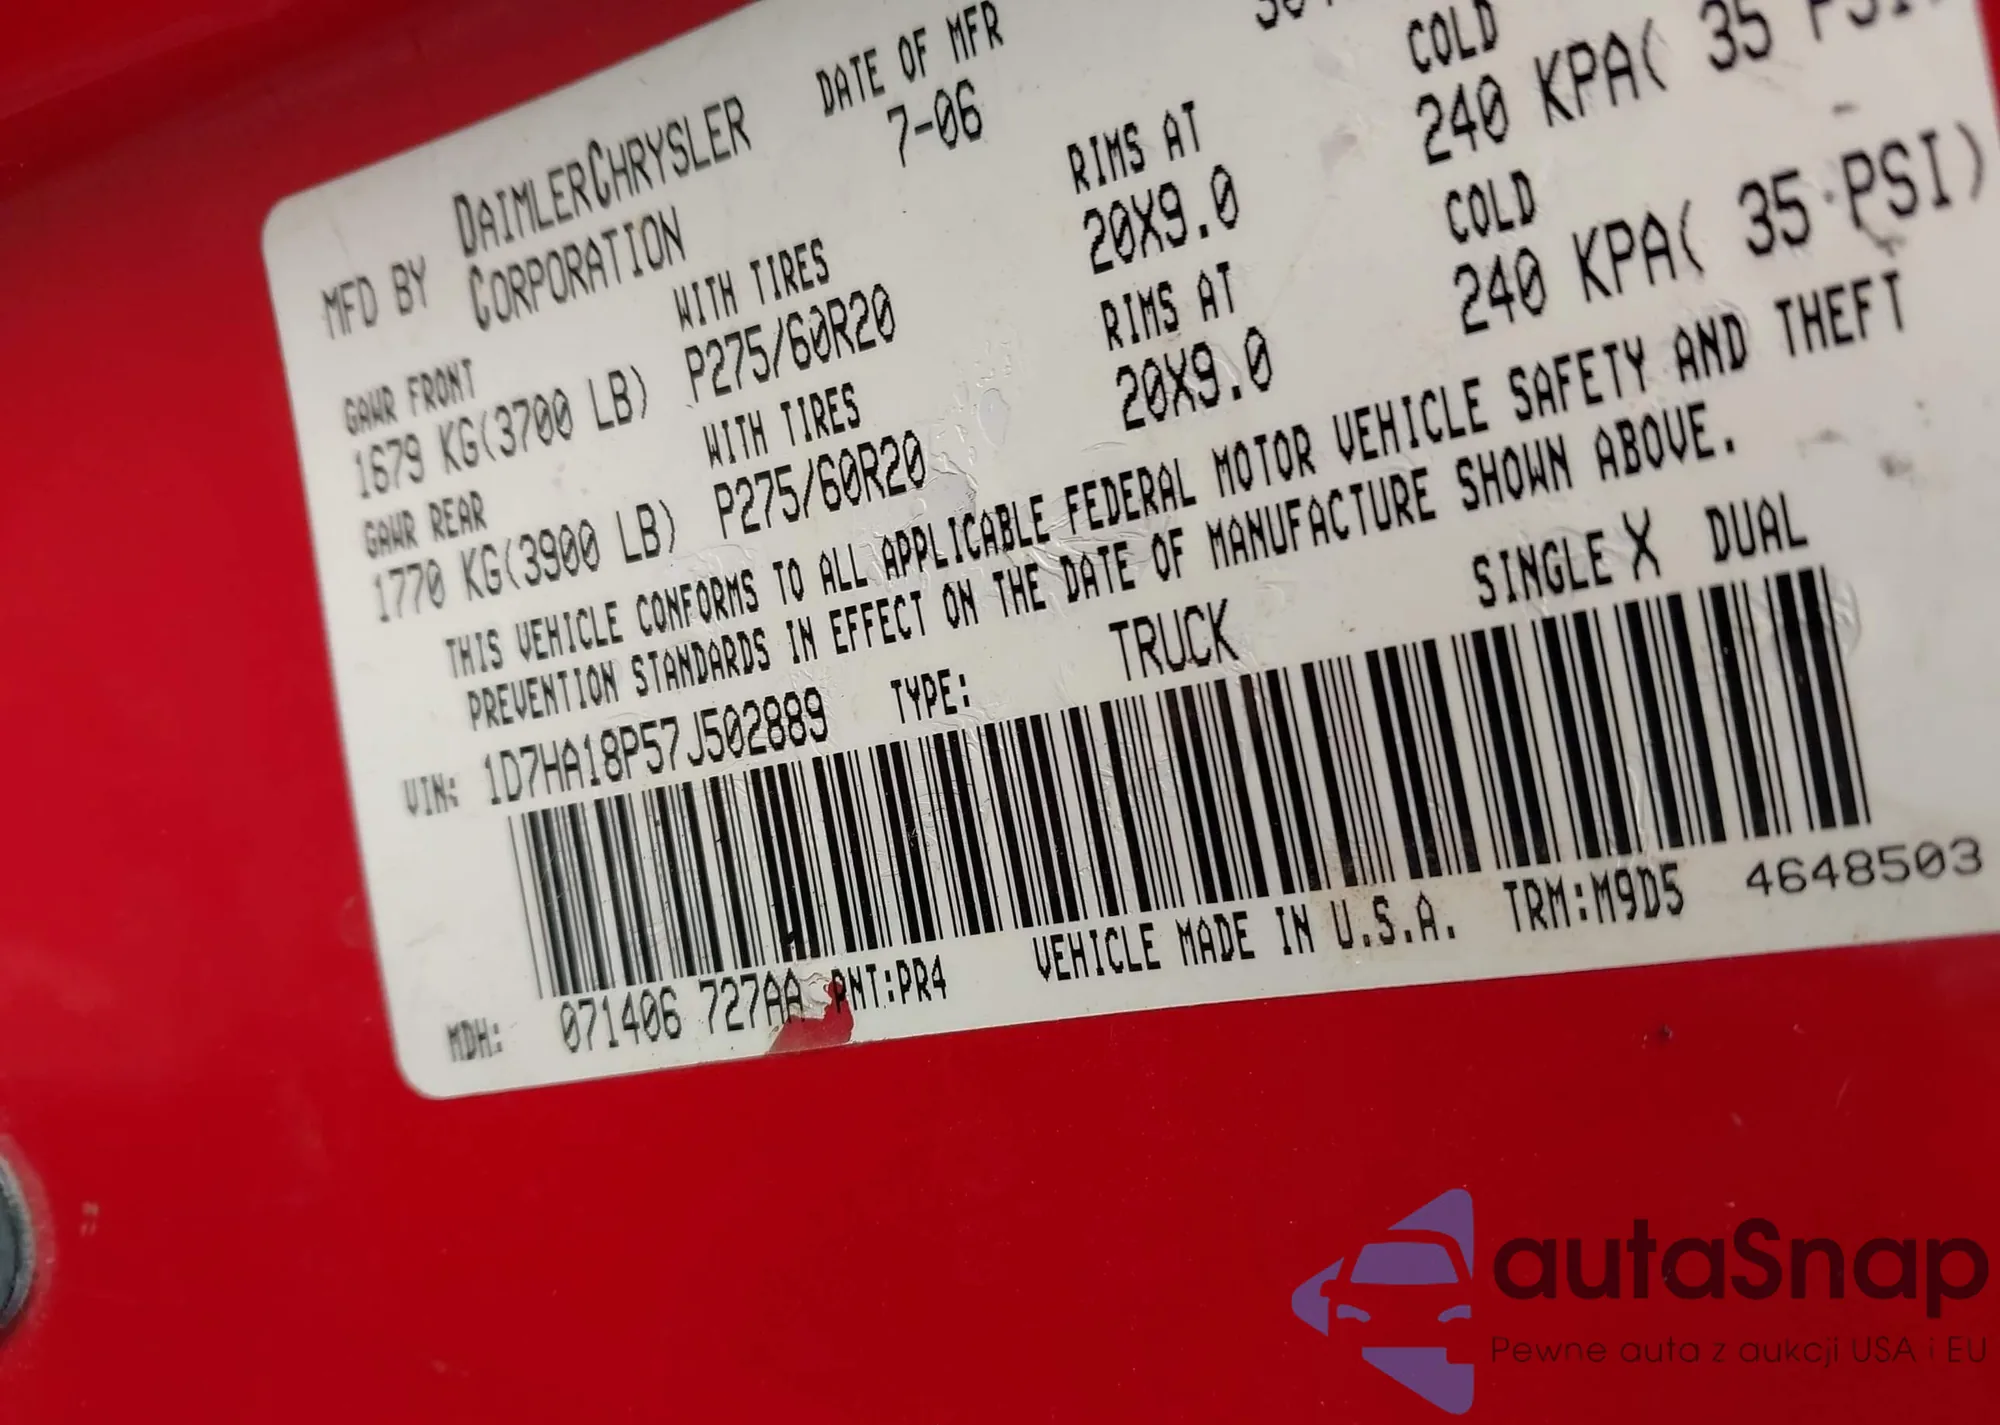 DATE OF MFR
7-06
MFD BY DAIMLERCHRYSLER
CORPORATION
GAWR FRONT WITH TIRES RIMS AT COLD
1679 KG(3700 LB) P275/60R20 20X9.0 240 KPA( 35 PSI)
GAWR REAR WITH TIRES RIMS AT COLD
1770 KG(3900 LB) P275/60R20 20X9.0 240 KPA( 35 PSI)
THIS VEHICLE CONFORMS TO ALL APPLICABLE FEDERAL MOTOR VEHICLE SAFETY AND THEFT
PREVENTION STANDARDS IN EFFECT ON THE DATE OF MANUFACTURE SHOWN ABOVE.
VIN: 1D7HA18P57J502889 TYPE: TRUCK SINGLE X DUAL
MDH: 071406 727AA PNT:PR4 VEHICLE MADE IN U.S.A. TRM:M9D5 4648503
autaSnap
Pewne auta z aukcji USA i EU